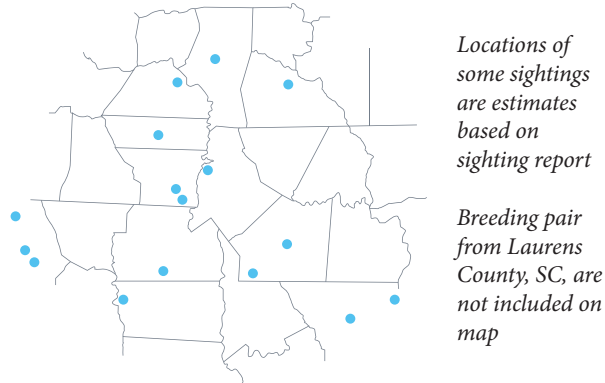 Locations of
some sightings
are estimates
based on
sighting report
Breeding pair
from Laurens
County, SC, are
not included on
map